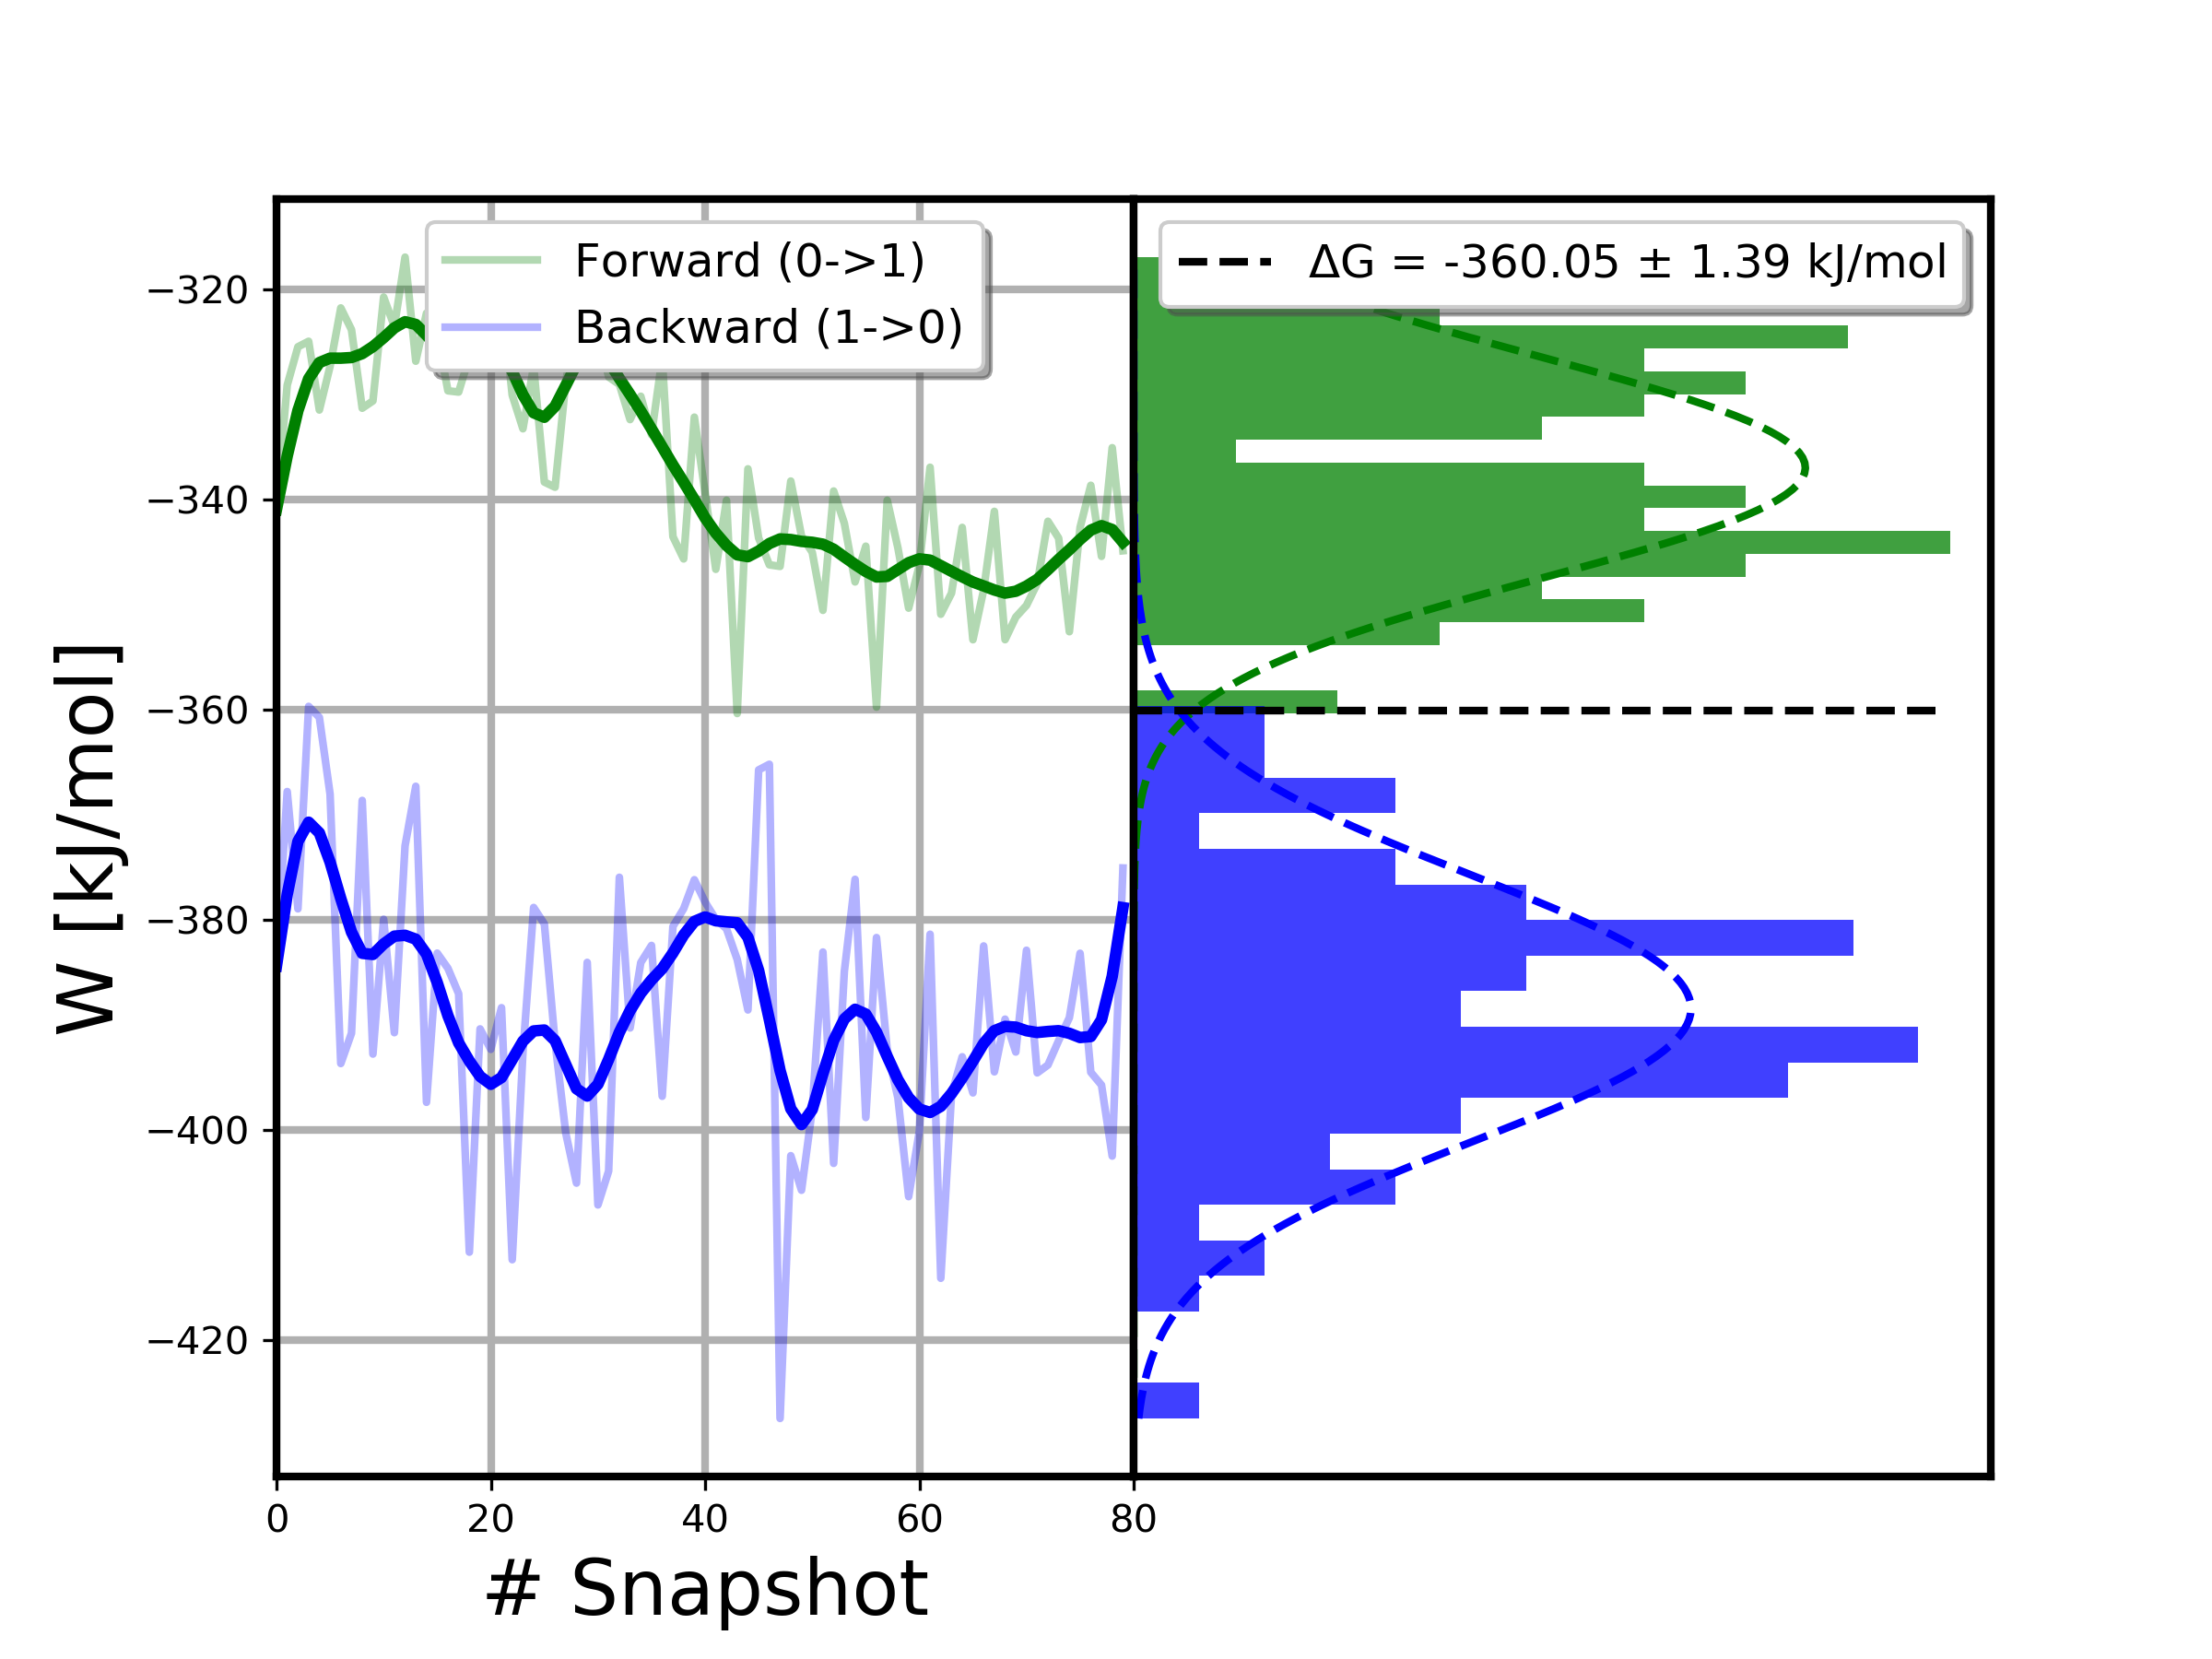 Forward (0->1)
Backward (1->0)
ΔG = -360.05 ± 1.39 kJ/mol
W [kJ/mol]
−320
−340
−360
−380
−400
−420
0 20 40 60 80
# Snapshot